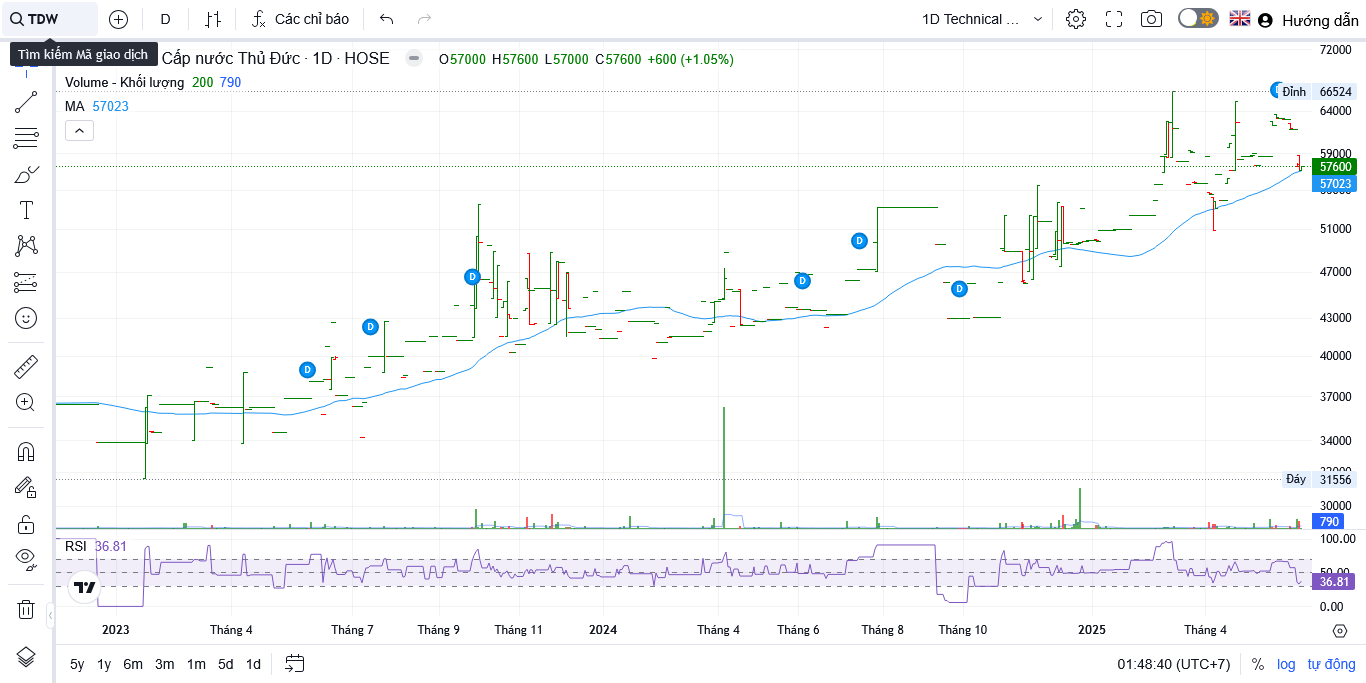 TDW
D
Các chỉ báo
1D Technical ...
Hướng dẫn
Tìm kiếm Mã giao dịch
Cấp nước Thủ Đức · 1D · HOSE
O57000 H57600 L57000 C57600 +600 (+1.05%)
Volume - Khối lượng 200 790
MA 57023
72000
Đỉnh 66524
64000
59000
57600
57023
51000
47000
43000
40000
37000
34000
32000
Đáy 31556
30000
790
D
D
D
D
D
D
RSI 36.81
100.00
50.00
36.81
0.00
2023
Tháng 4
Tháng 7
Tháng 9
Tháng 11
2024
Tháng 4
Tháng 6
Tháng 8
Tháng 10
2025
Tháng 4
5y 1y 6m 3m 1m 5d 1d
01:48:40 (UTC+7)
% log tự động